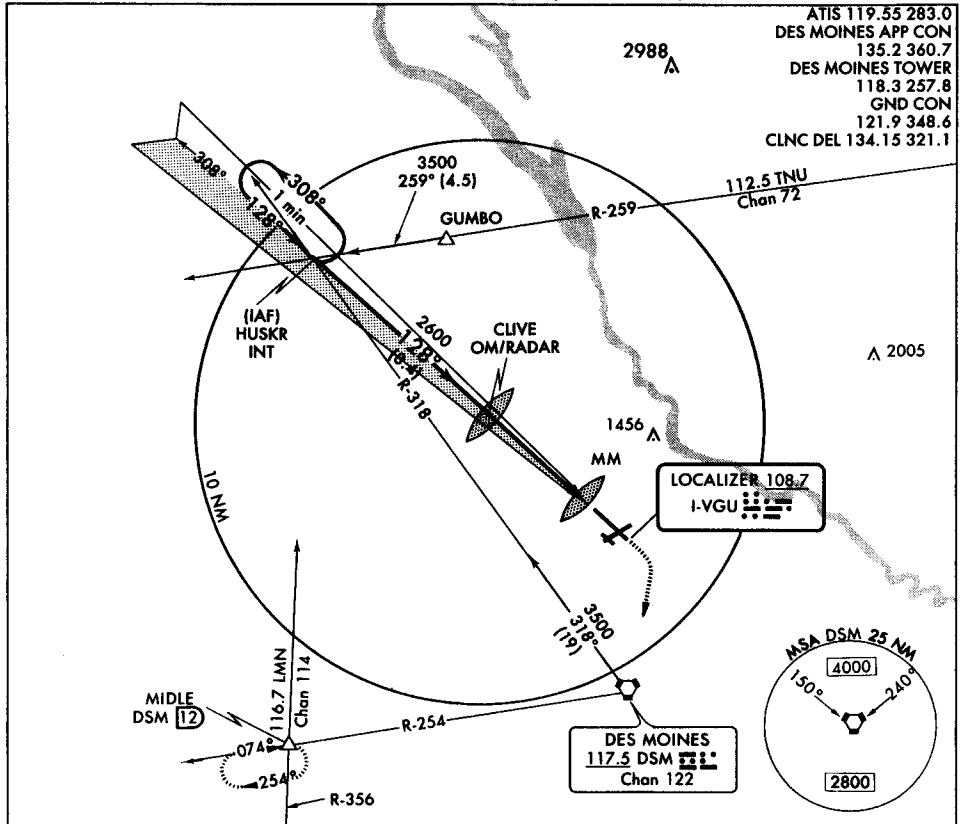 ATIS 119.55 283.0
DES MOINES APP CON
135.2 360.7
DES MOINES TOWER
118.3 257.8
GND CON
121.9 348.6
CLNC DEL 134.15 321.1
2988
3500
259° (4.5)
112.5 TNU
Chan 72
R-259
GUMBO
308°
308°
1 min
128°
(IAF)
HUSKR
INT
2600
128°
(8.4)
R-318
CLIVE
OM/RADAR
2005
1456
MM
LOCALIZER 108.7
I-VGU
10 NM
3500
318°
(19)
116.7 LMN
Chan 114
MIDLE
DSM 12
R-254
074°
254°
R-356
DES MOINES
117.5 DSM
Chan 122
MSA DSM 25 NM
4000
150°
240°
2800